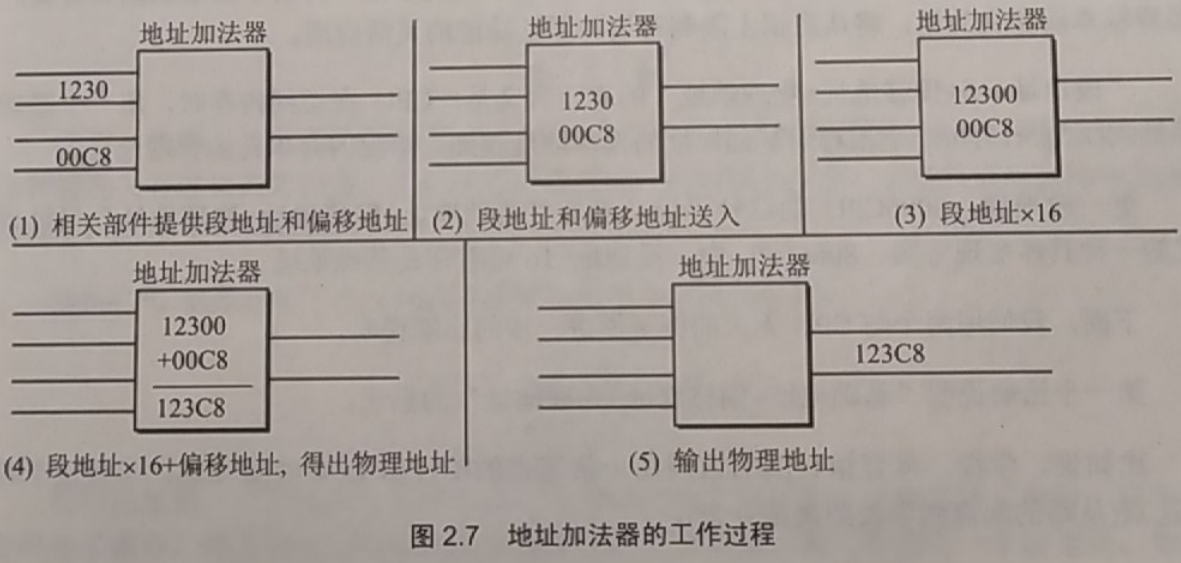 地址加法器
1230
00C8
(1) 相关部件提供段地址和偏移地址
地址加法器
1230
00C8
(2) 段地址和偏移地址送入
地址加法器
12300
00C8
(3) 段地址×16
地址加法器
12300
+00C8
123C8
(4) 段地址×16+偏移地址, 得出物理地址
地址加法器
123C8
(5) 输出物理地址
图 2.7 地址加法器的工作过程